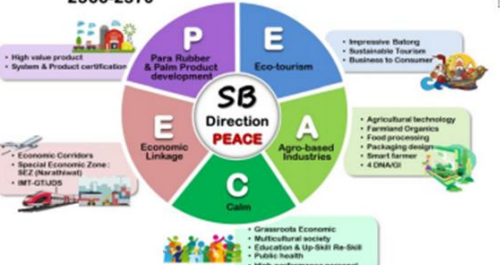 P
Para Rubber
& Palm Product
development
E
Eco-tourism
A
Agro-based
Industries
C
Calm
E
Economic
Linkage
SB
Direction
PEACE
• High value product
• System & Product certification
• Impressive Batong
• Sustainable Tourism
• Business to Consumer
• Agricultural technology
• Farmland Organics
• Food processing
• Packaging design
• Smart farmer
• 4 DNA/GI
• Economic Corridors
• Special Economic Zone :
SEZ (Narathiwat)
• IMT-GT/JDS
• Grassroots Economic
• Multicultural society
• Education & Up-Skill Re-Skill
• Public health